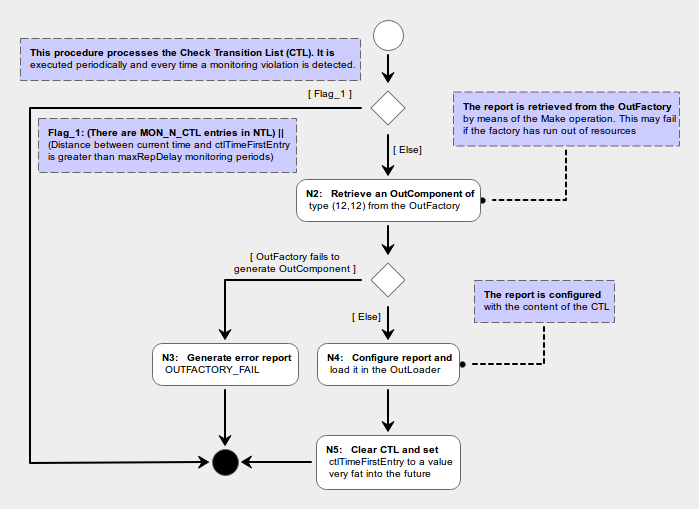 This procedure processes the Check Transition List (CTL). It is
executed periodically and every time a monitoring violation is detected.
[ Flag_1 ]
The report is retrieved from the OutFactory
by means of the Make operation. This may fail
if the factory has run out of resources
Flag_1: (There are MON_N_CTL entries in NTL) ||
(Distance between current time and ctlTimeFirstEntry
is greater than maxRepDelay monitoring periods)
[ Else]
N2: Retrieve an OutComponent of
type (12,12) from the OutFactory
[ OutFactory fails to
generate OutComponent ]
The report is configured
with the content of the CTL
[ Else]
N3: Generate error report
OUTFACTORY_FAIL
N4: Configure report and
load it in the OutLoader
N5: Clear CTL and set
ctlTimeFirstEntry to a value
very fat into the future